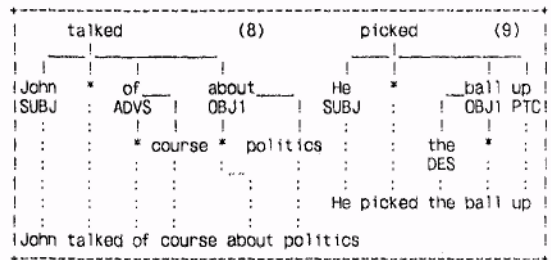 talked (8) picked (9)
John * of about He * ball up
SUBJ ADVS OBJ1 SUBJ OBJ1 PTC
* course * politics the *
DES
He picked the ball up
John talked of course about politics